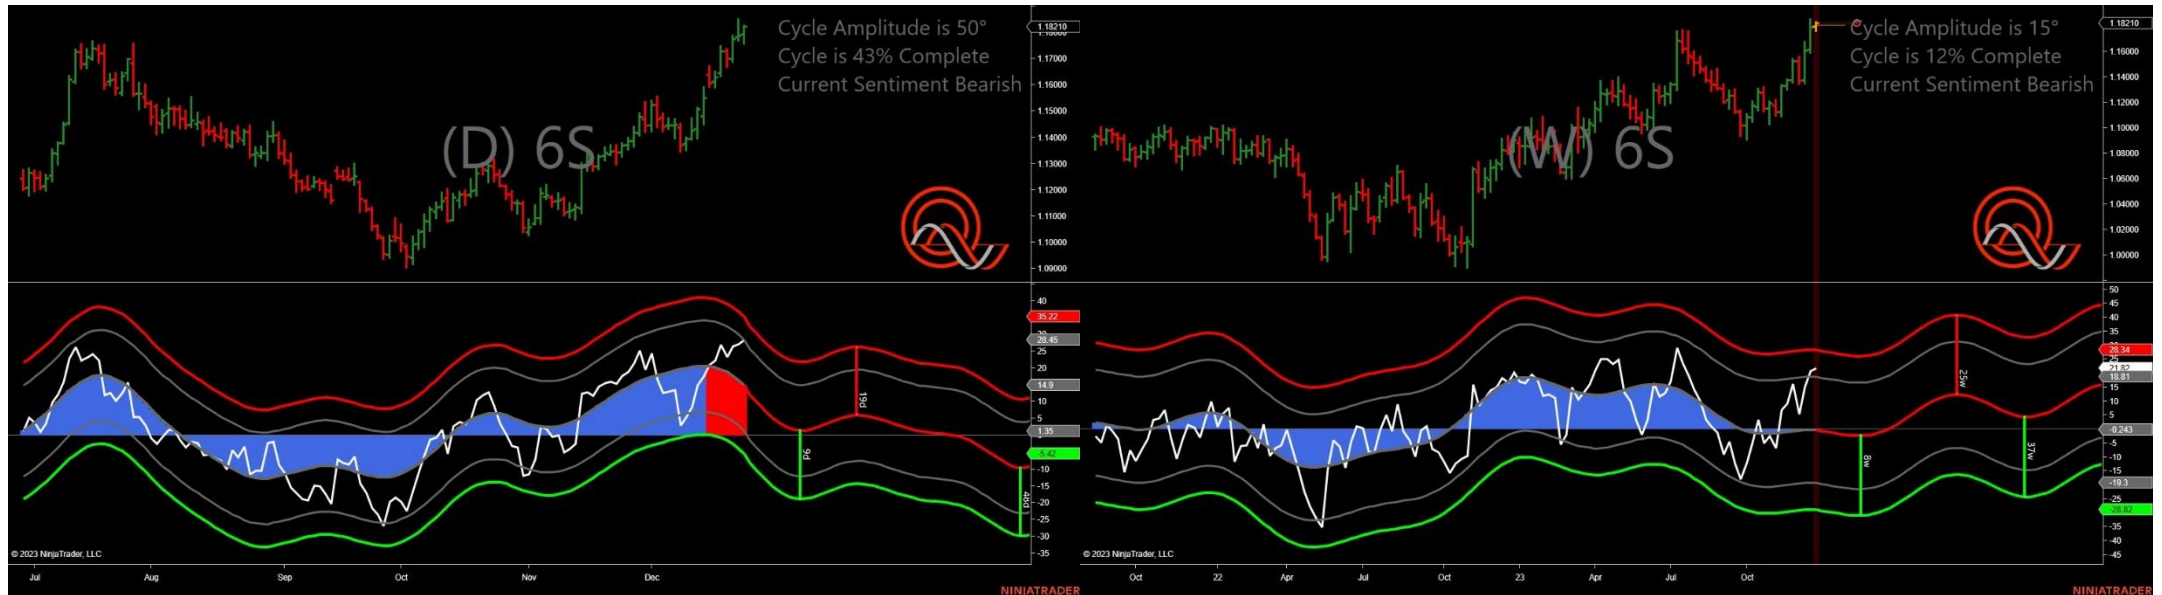 Cycle Amplitude is 50°
Cycle is 43% Complete
Current Sentiment Bearish
(D) 6S
1.18210
1.17000
1.16000
1.15000
1.14000
1.13000
1.12000
1.11000
1.10000
1.09000
40
35.22
28.45
25
20
14.9
10
5
1.35
-5.42
-10
-15
-20
-25
-30
-35
19d
9d
© 2023 NinjaTrader, LLC
Jul Aug Sep Oct Nov Dec
NINJATRADER
Cycle Amplitude is 15°
Cycle is 12% Complete
Current Sentiment Bearish
(W) 6S
1.18210
1.16000
1.14000
1.12000
1.10000
1.08000
1.06000
1.04000
1.02000
1.00000
50
45
40
35
28.34
21.82
18.81
15
10
5
-0.243
-5
-10
-15
-19.3
-25
-28.82
-35
-40
-45
25w
8w
37w
© 2023 NinjaTrader, LLC
Oct 22 Apr Jul Oct 23 Apr Jul Oct
NINJATRADER